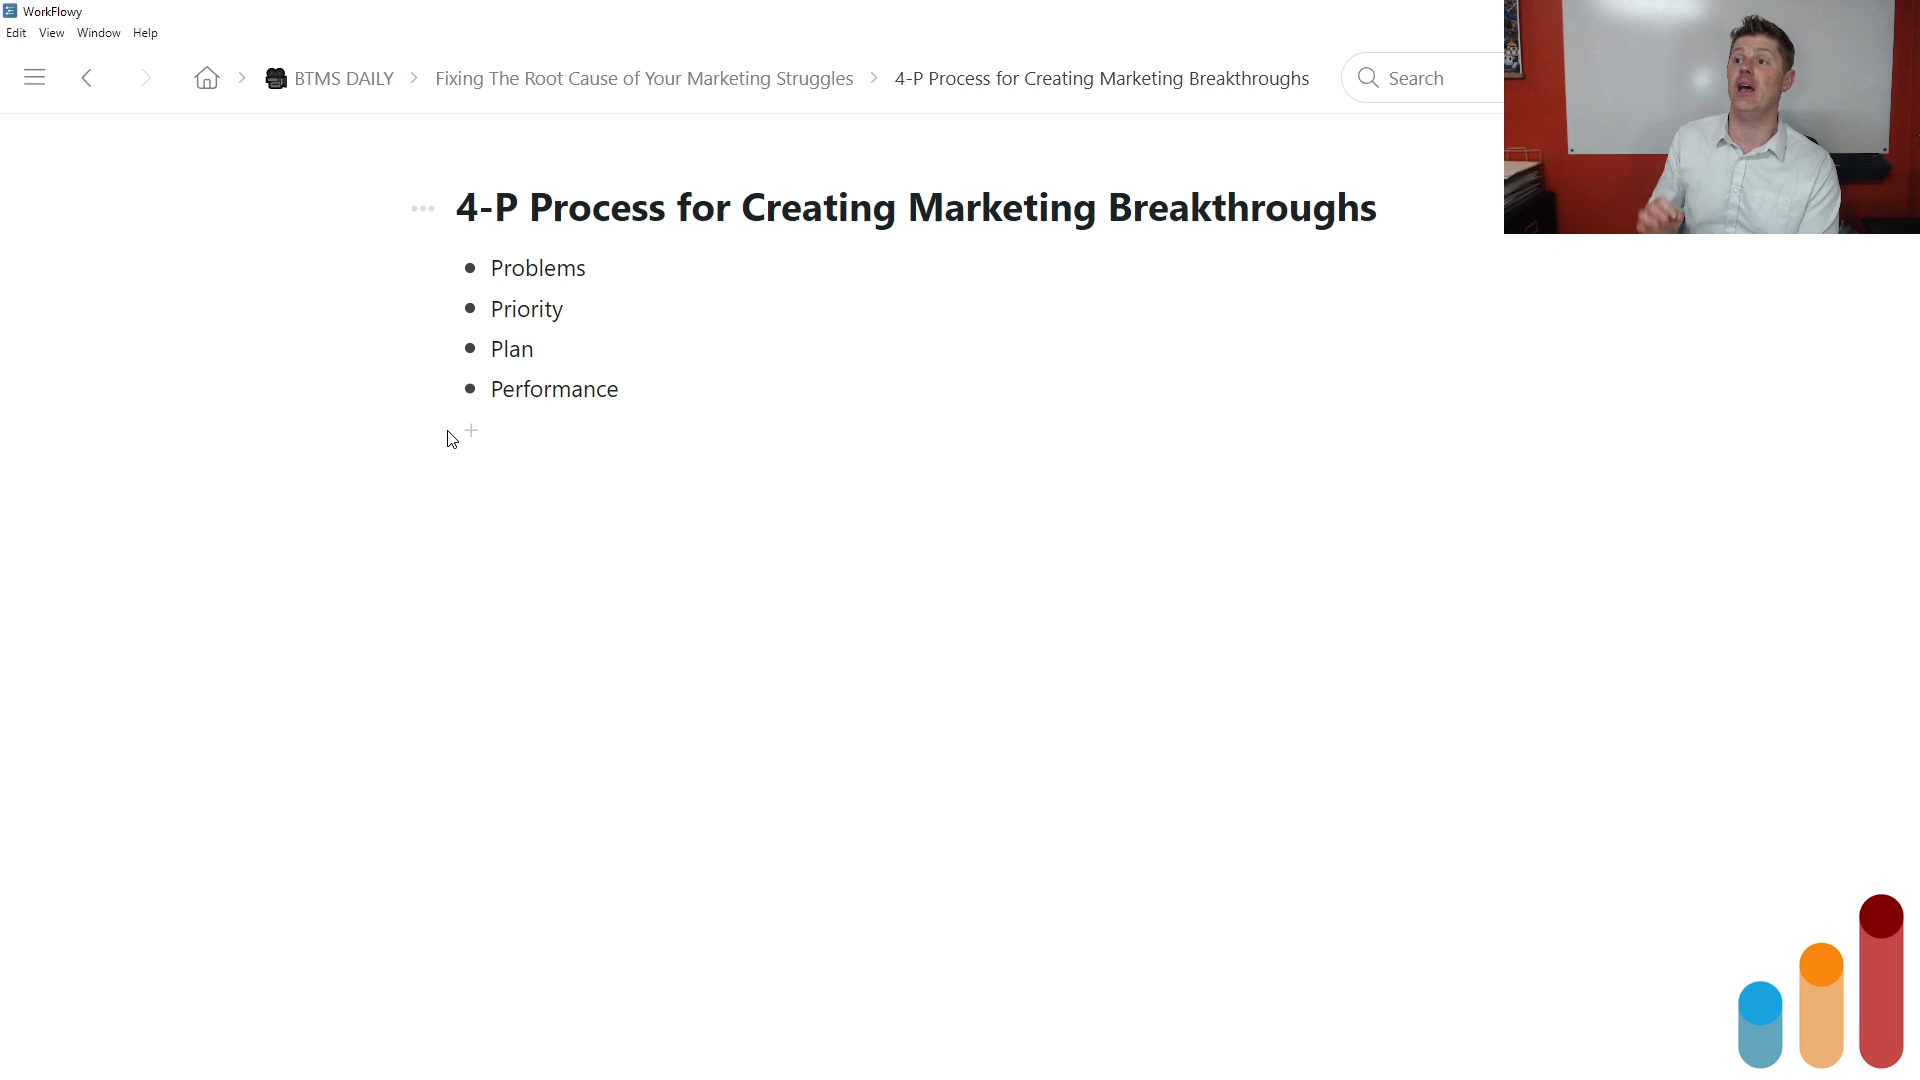 WorkFlowy
Edit View Window Help
BTMS DAILY > Fixing The Root Cause of Your Marketing Struggles > 4-P Process for Creating Marketing Breakthroughs
Search
4-P Process for Creating Marketing Breakthroughs
Problems
Priority
Plan
Performance